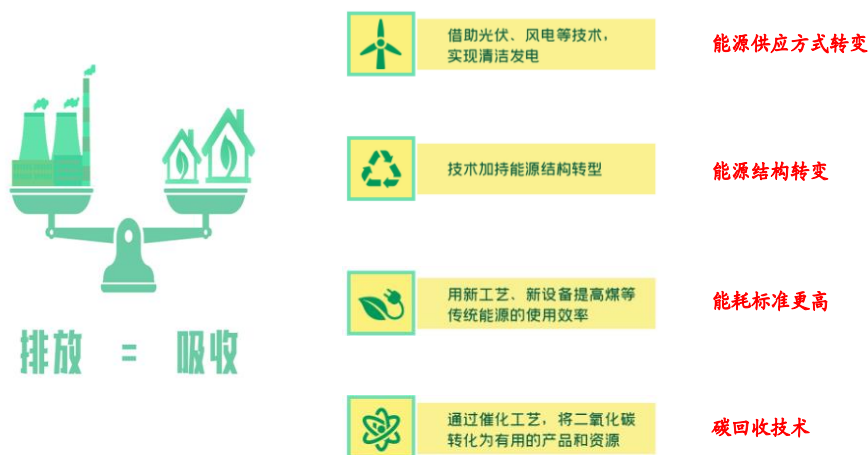 借助光伏、风电等技术，
实现清洁发电
能源供应方式转变
技术加持能源结构转型
能源结构转变
用新工艺、新设备提高煤等
传统能源的使用效率
能耗标准更高
排放 = 吸收
通过催化工艺，将二氧化碳
转化为有用的产品和资源
碳回收技术